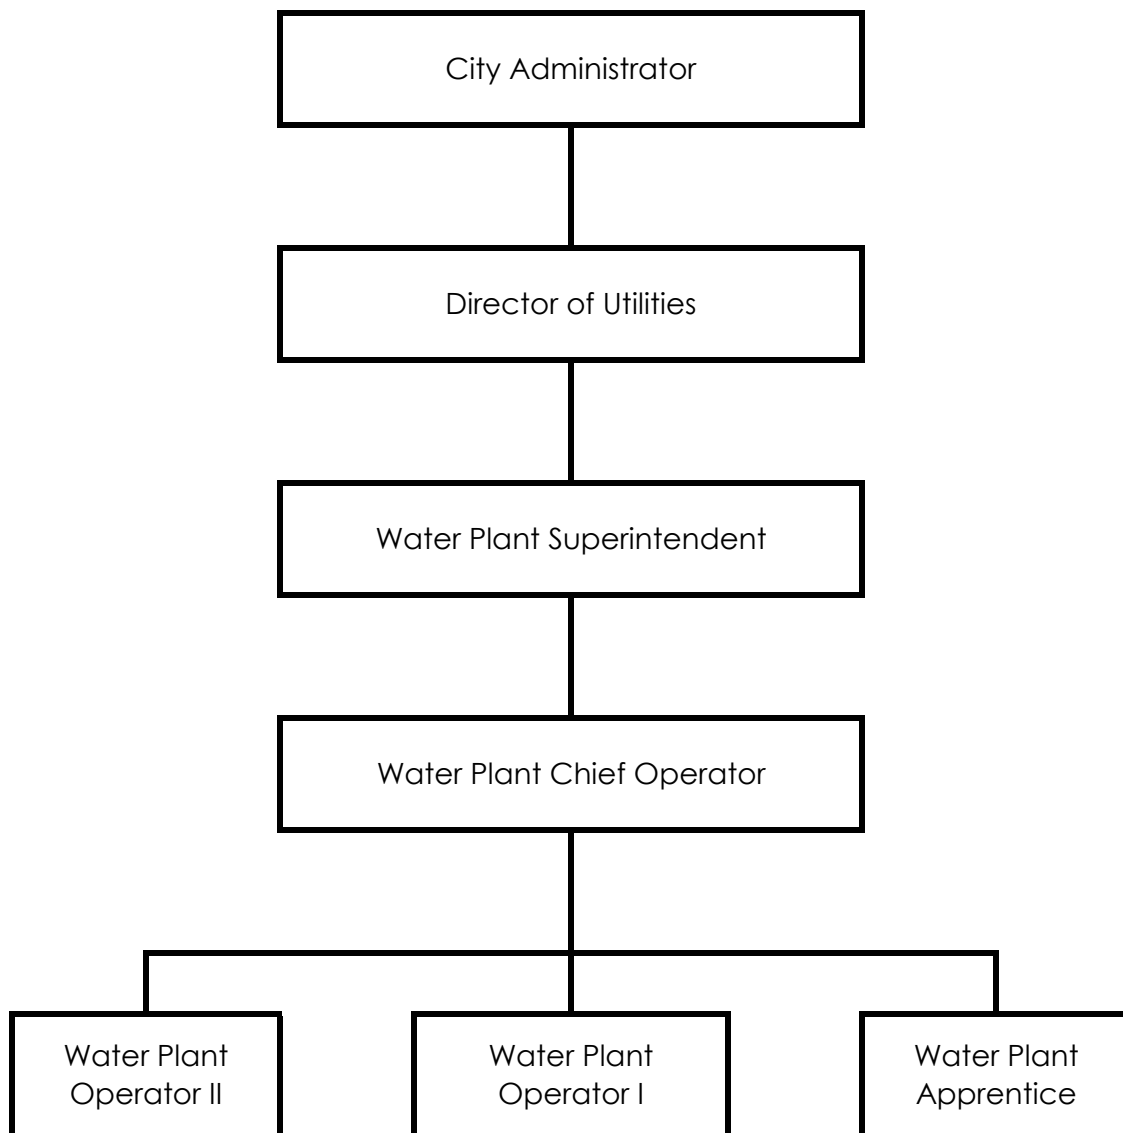 City Administrator
Director of Utilities
Water Plant Superintendent
Water Plant Chief Operator
Water Plant
Operator II
Water Plant
Operator I
Water Plant
Apprentice